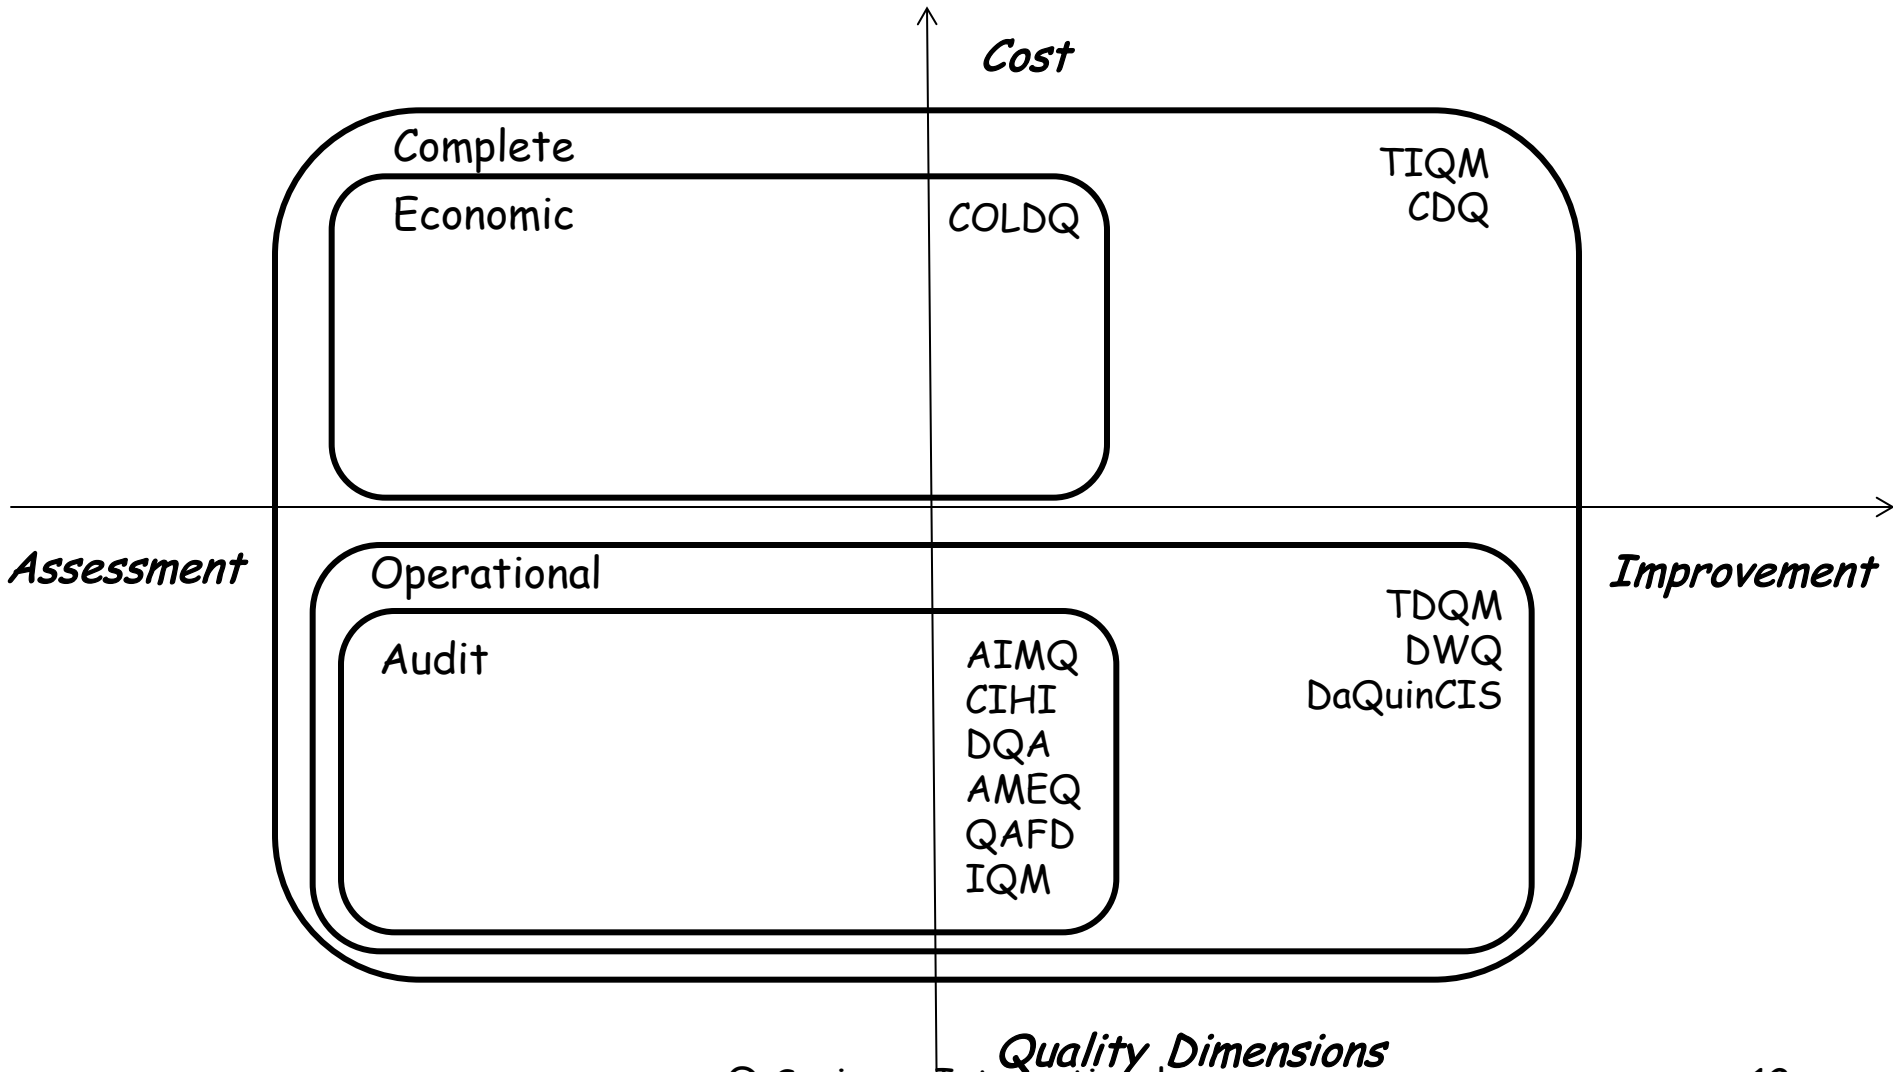 Cost
Complete
TIQM
CDQ
Economic
COLDQ
Assessment
Improvement
Operational
TDQM
DWQ
DaQuinCIS
Audit
AIMQ
CIHI
DQA
AMEQ
QAFD
IQM
Quality Dimensions